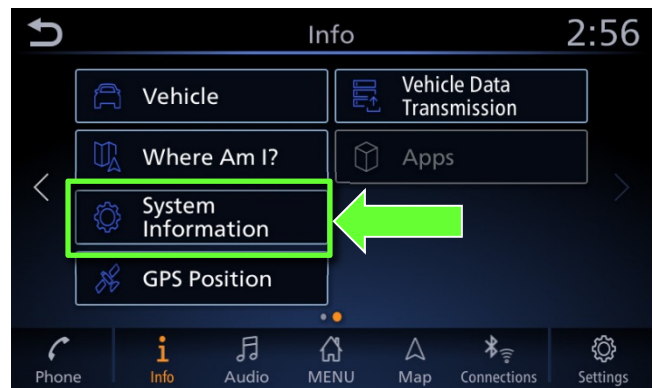 Info
2:56
Vehicle
Vehicle Data
Transmission
Where Am I?
Apps
System
Information
GPS Position
Phone
Info
Audio
MENU
Map
Connections
Settings